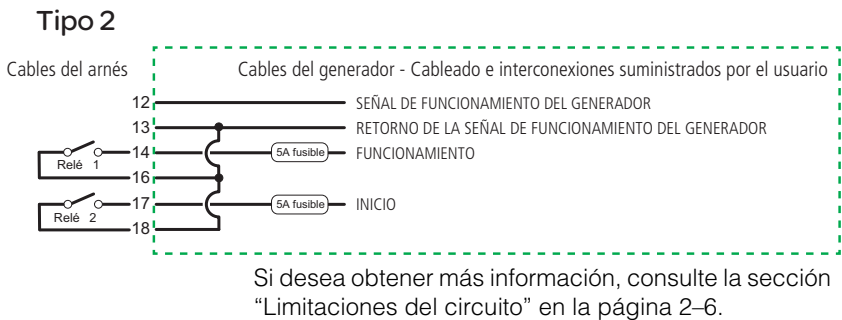 Tipo 2
Cables del arnés
Cables del generador - Cableado e interconexiones suministrados por el usuario
12 SEÑAL DE FUNCIONAMIENTO DEL GENERADOR
13 RETORNO DE LA SEÑAL DE FUNCIONAMIENTO DEL GENERADOR
14 5A fusible FUNCIONAMIENTO
Relé 1
16
17 5A fusible INICIO
Relé 2
18
Si desea obtener más información, consulte la sección
“Limitaciones del circuito” en la página 2–6.